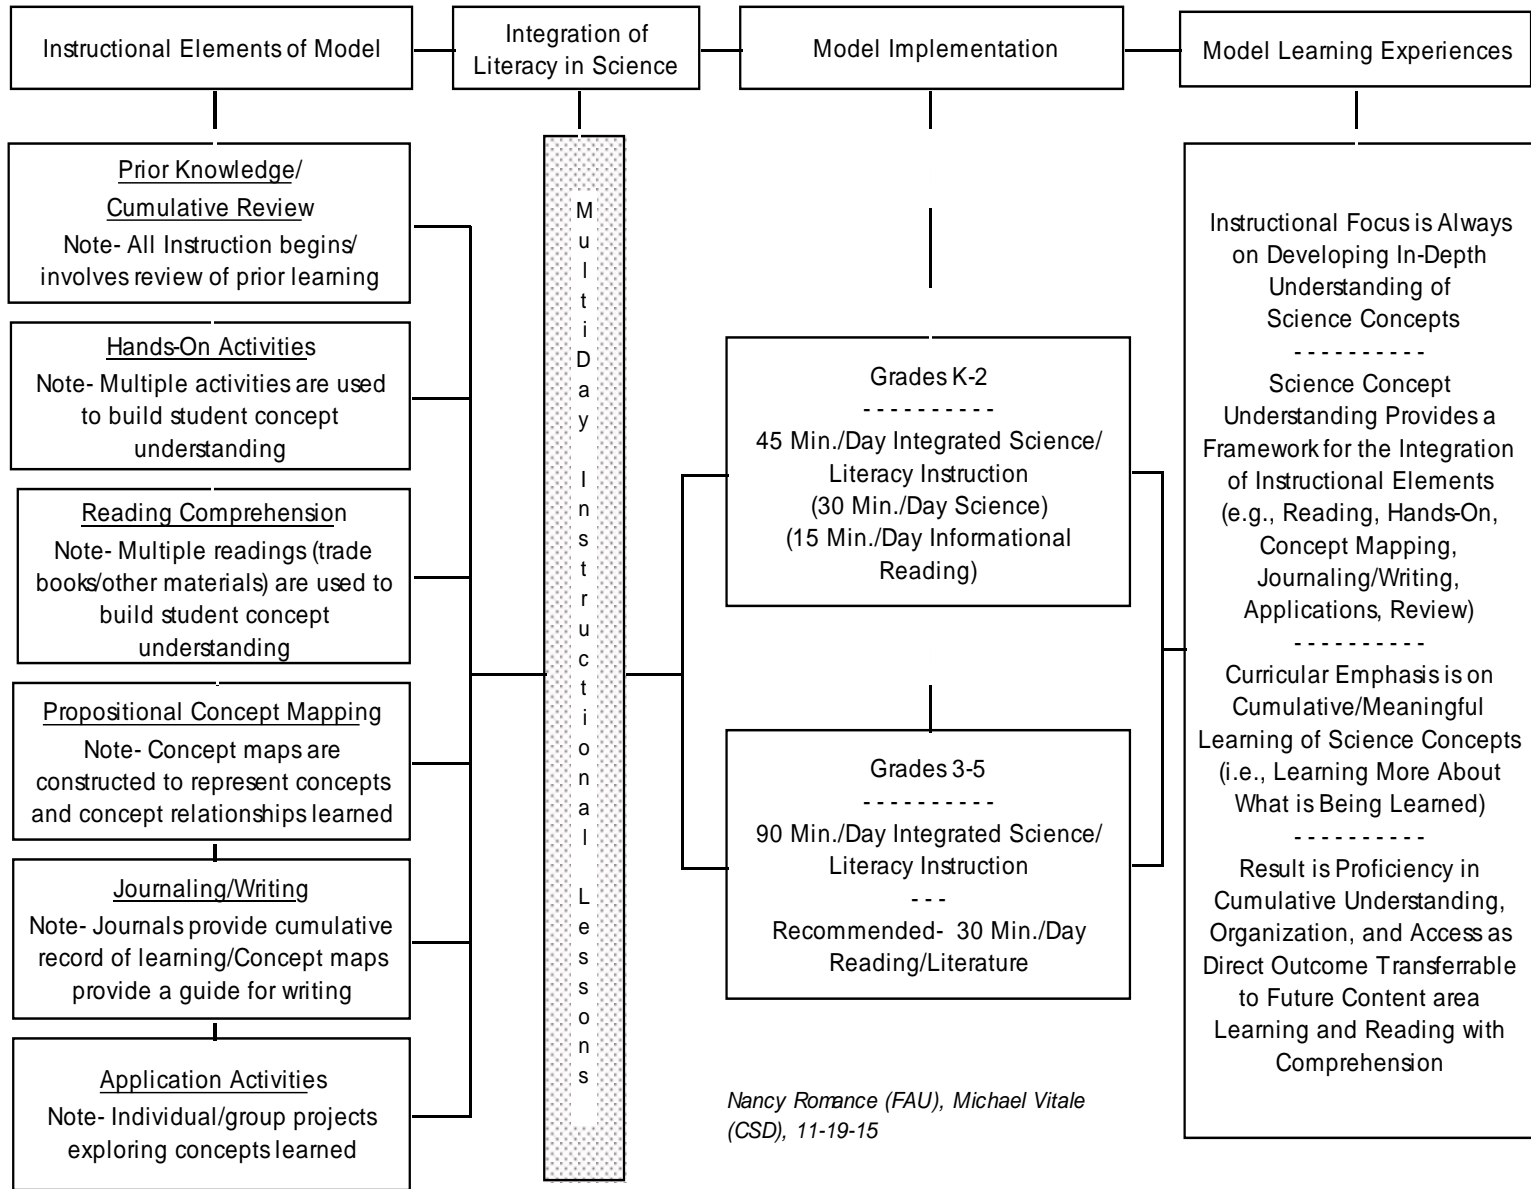 Instructional Elements of Model
Integration of
Literacy in Science
Model Implementation
Model Learning Experiences
Prior Knowledge/
Cumulative Review
Note- All Instruction begins/
involves review of prior learning
Hands-On Activities
Note- Multiple activities are used
to build student concept
understanding
Reading Comprehension
Note- Multiple readings (trade
books/other materials) are used to
build student concept
understanding
Propositional Concept Mapping
Note- Concept maps are
constructed to represent concepts
and concept relationships learned
Journaling/Writing
Note- Journals provide cumulative
record of learning/Concept maps
provide a guide for writing
Application Activities
Note- Individual/group projects
exploring concepts learned
MultiDay Instructional Lessons
Grades K-2
- - - - - - - - - -
45 Min./Day Integrated Science/
Literacy Instruction
(30 Min./Day Science)
(15 Min./Day Informational
Reading)
Grades 3-5
- - - - - - - - - -
90 Min./Day Integrated Science/
Literacy Instruction
- - -
Recommended- 30 Min./Day
Reading/Literature
Nancy Romance (FAU), Michael Vitale
(CSD), 11-19-15
Instructional Focus is Always
on Developing In-Depth
Understanding of
Science Concepts
- - - - - - - - - -
Science Concept
Understanding Provides a
Framework for the Integration
of Instructional Elements
(e.g., Reading, Hands-On,
Concept Mapping,
Journaling/Writing,
Applications, Review)
- - - - - - - - - -
Curricular Emphasis is on
Cumulative/Meaningful
Learning of Science Concepts
(i.e., Learning More About
What is Being Learned)
- - - - - - - - - -
Result is Proficiency in
Cumulative Understanding,
Organization, and Access as
Direct Outcome Transferrable
to Future Content area
Learning and Reading with
Comprehension